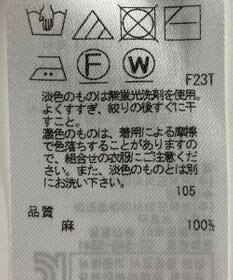 F
W
F23T
淡色のものは無蛍光洗剤を使用。
よくすすぎ、絞りの後すぐに干
すこと。
濃色のものは、着用による摩擦
で色落ちすることがありますの
で、組合せの衣服にご注意くださ
い。また、淡色のものとは別
にお洗い下さい。
105
品質
麻 100%